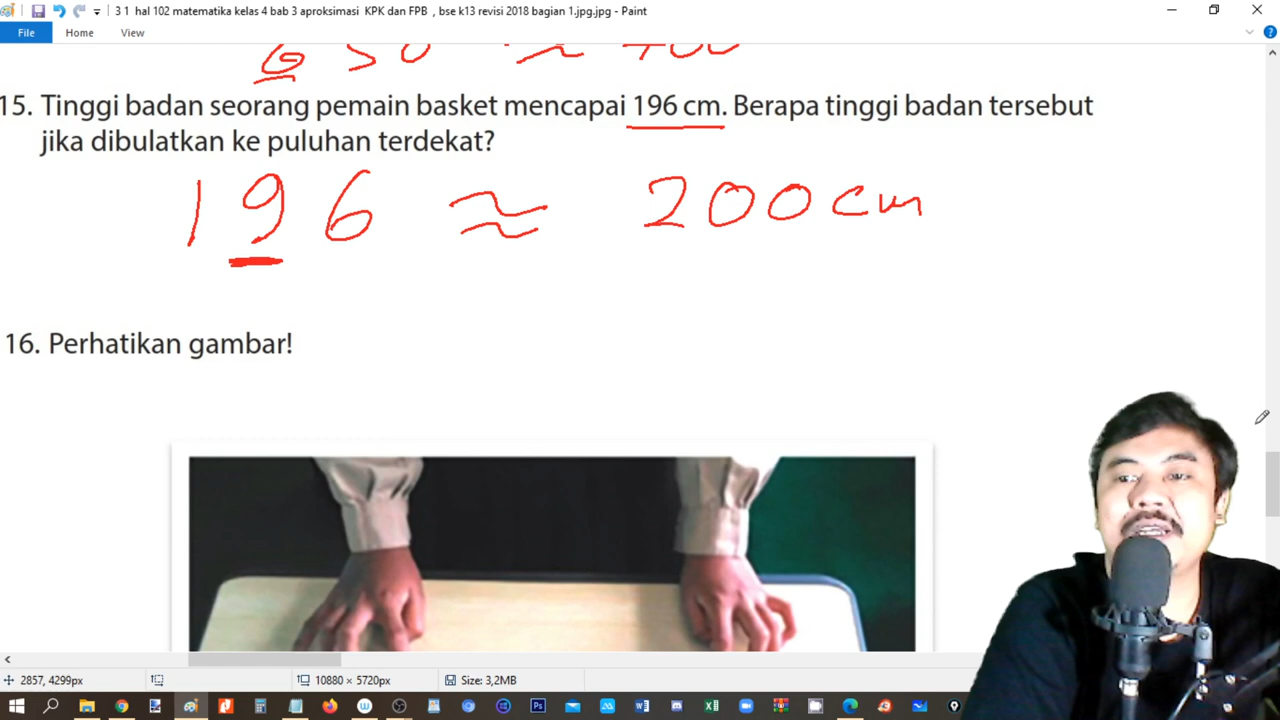 3 1 hal 102 matematika kelas 4 bab 3 aproksimasi KPK dan FPB , bse k13 revisi 2018 bagian 1.jpg.jpg - Paint
File Home View
15. Tinggi badan seorang pemain basket mencapai 196 cm. Berapa tinggi badan tersebut
jika dibulatkan ke puluhan terdekat?
196 ≈ 200 cm
16. Perhatikan gambar!
2857, 4299px 10880 × 5720px Size: 3,2MB